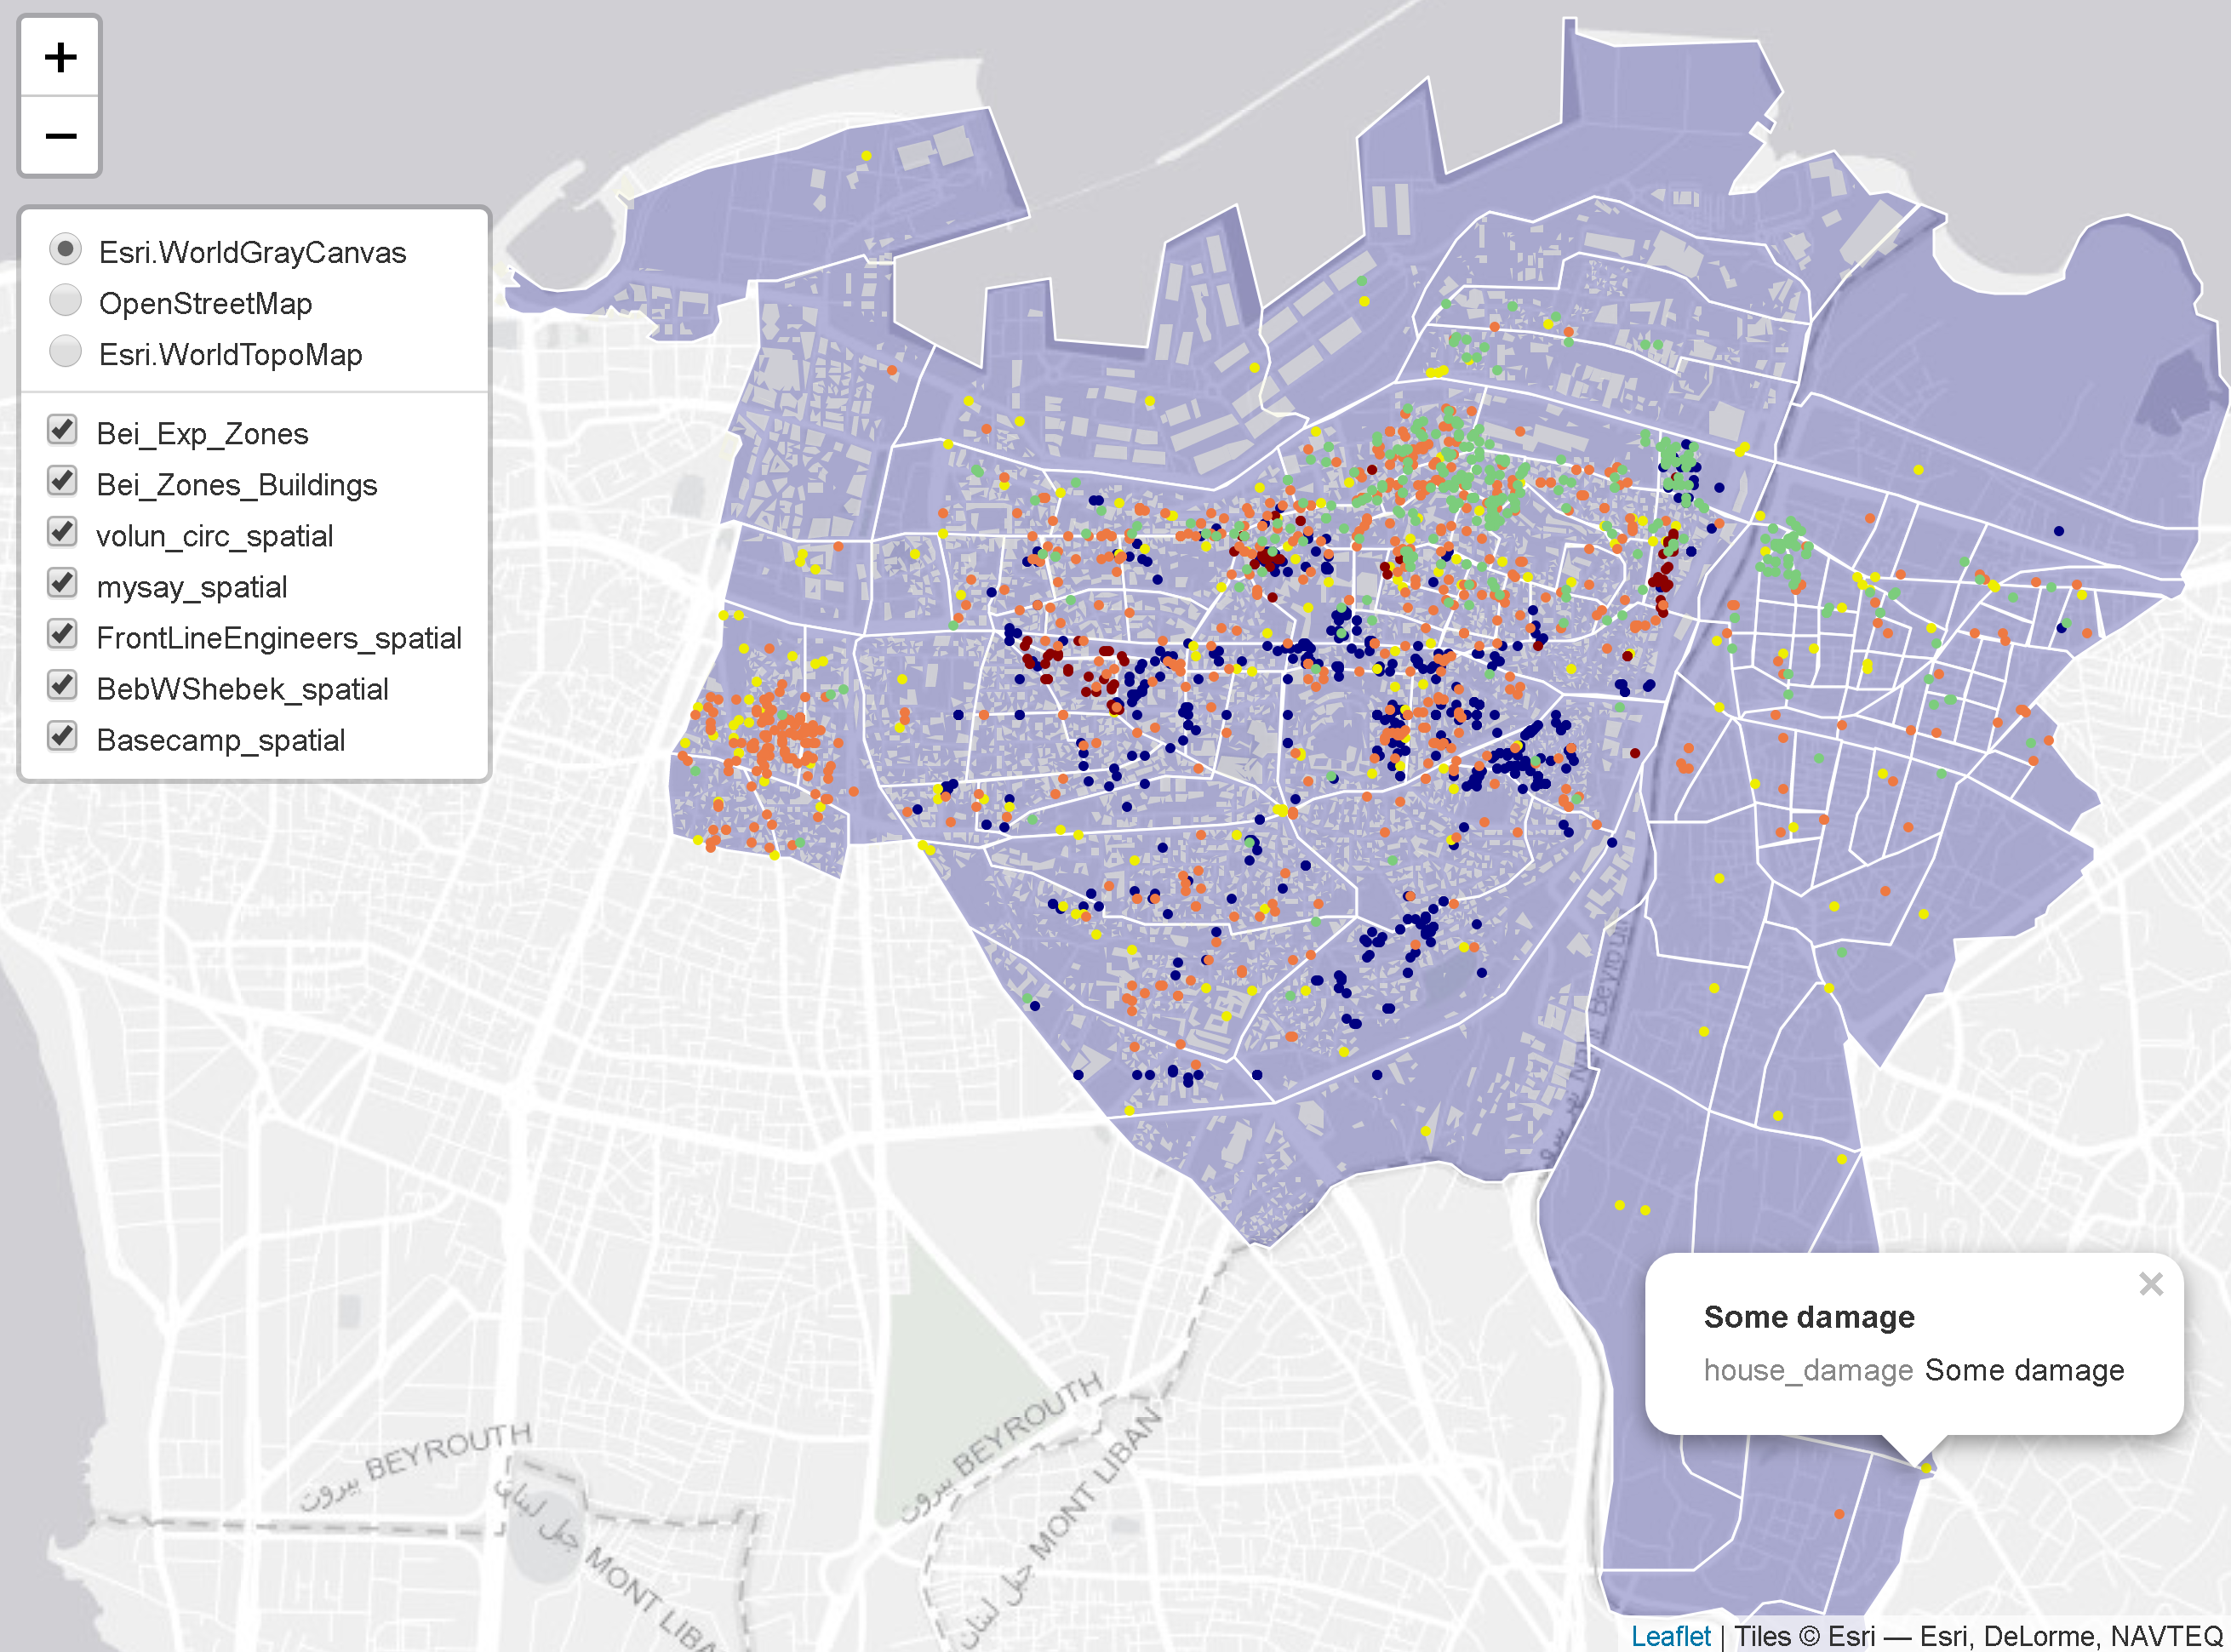 +
−
Esri.WorldGrayCanvas
OpenStreetMap
Esri.WorldTopoMap
Bei_Exp_Zones
Bei_Zones_Buildings
volun_circ_spatial
mysay_spatial
FrontLineEngineers_spatial
BebWShebek_spatial
Basecamp_spatial
×
Some damage
house_damage Some damage
بيروت BEYROUTH
بيروت BEYROUTH
جبل لبنان MONT LIBAN
جبل لبنان MONT LIBA
Leaflet | Tiles © Esri — Esri, DeLorme, NAVTEQ